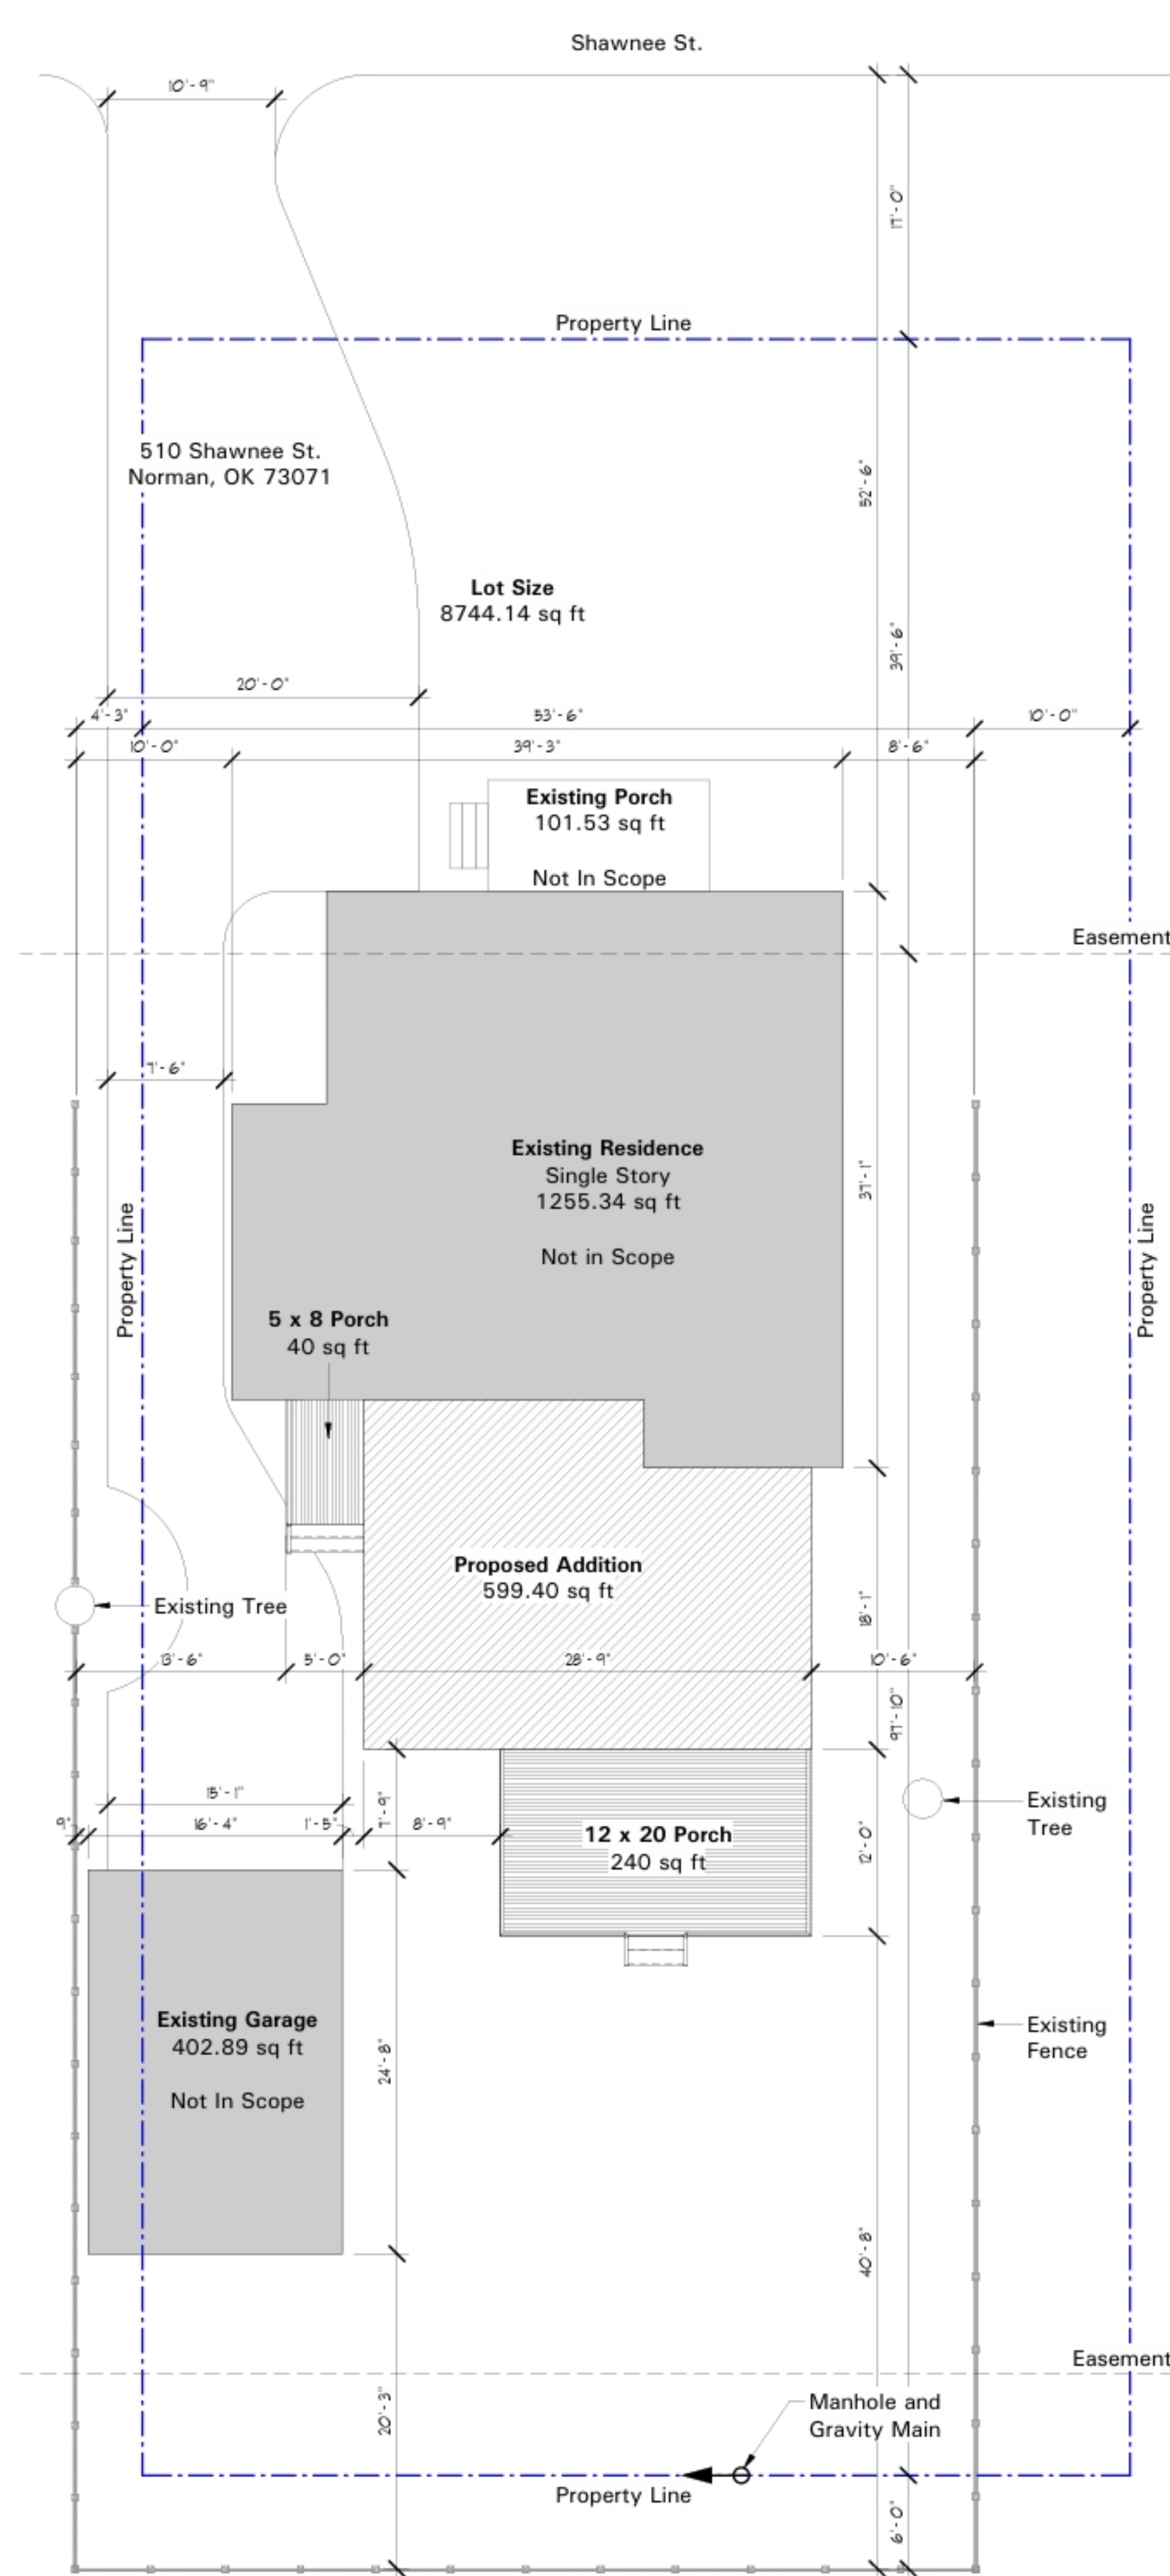 Shawnee St.
10'-9"
17'-0"
Property Line
510 Shawnee St.
Norman, OK 73071
52'-6"
Lot Size
8744.14 sq ft
39'-6"
20'-0"
4'-3"
53'-6"
10'-0"
10'-0"
39'-3"
8'-6"
Existing Porch
101.53 sq ft
Not In Scope
Easement
7'-6"
Existing Residence
Single Story
1255.34 sq ft
Not in Scope
37'-1"
Property Line
Property Line
5 x 8 Porch
40 sq ft
Proposed Addition
599.40 sq ft
Existing Tree
18'-1"
13'-6"
5'-0"
28'-9"
10'-6"
97'-10"
15'-1"
9"
16'-4"
1'-5"
7'-9"
8'-9"
12 x 20 Porch
240 sq ft
12'-0"
Existing
Tree
Existing Garage
402.89 sq ft
Not In Scope
24'-8"
Existing
Fence
40'-8"
Easement
20'-3"
Manhole and
Gravity Main
Property Line
6'-0"